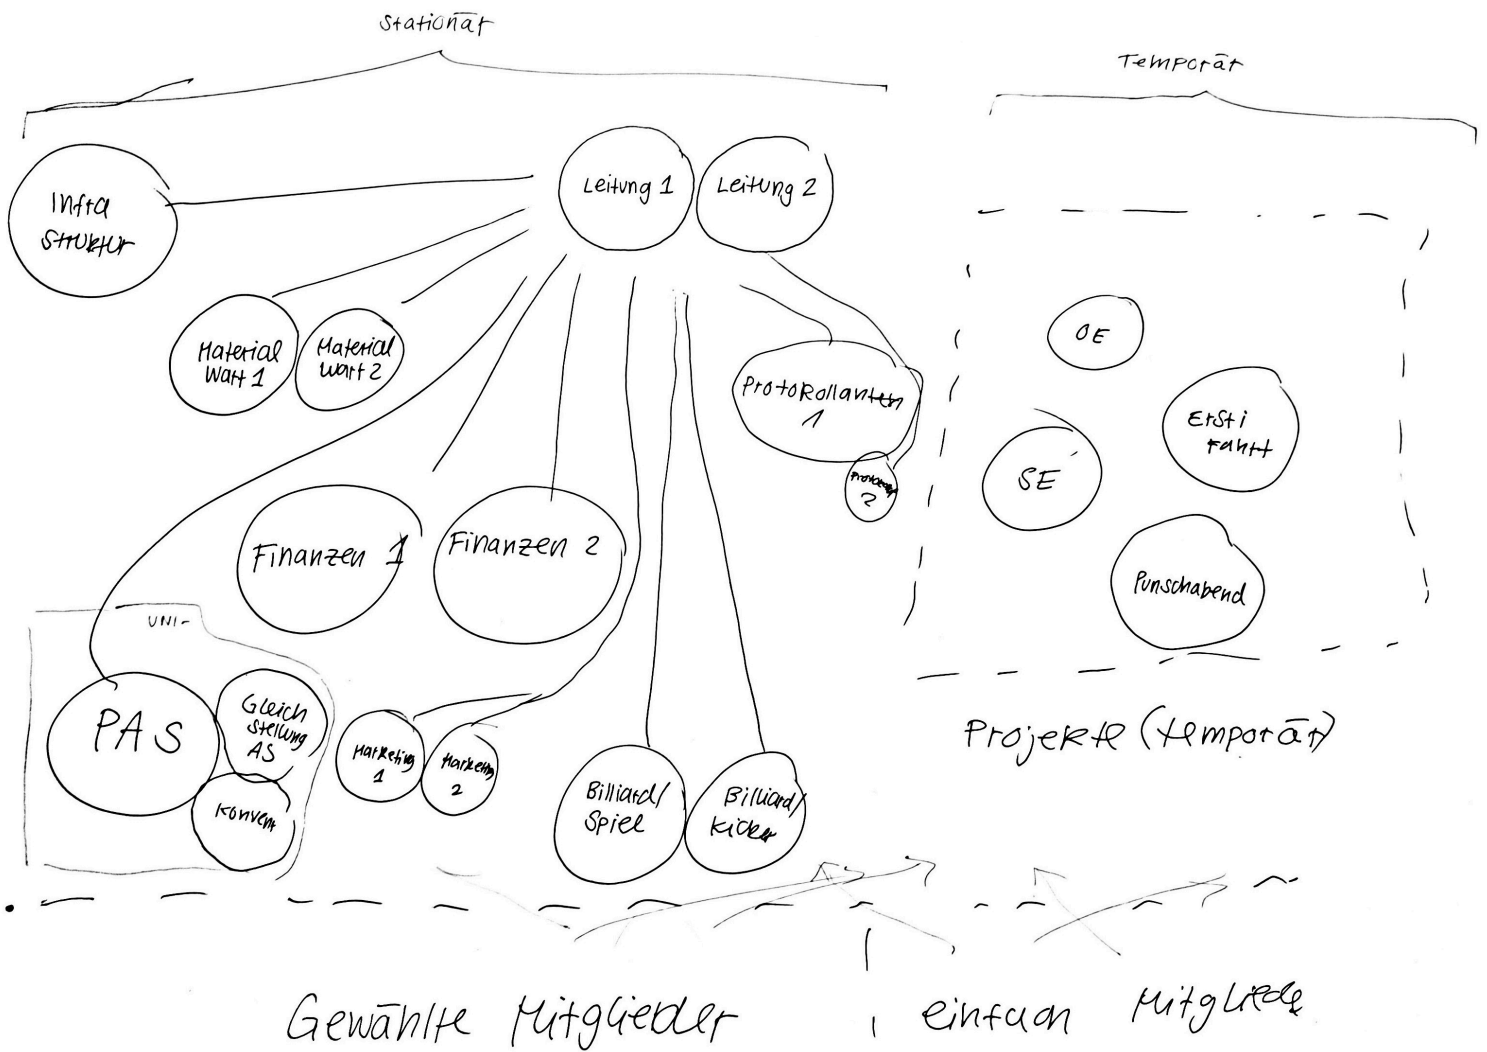 Stationär
Temporär
Infra
Struktur
Leitung 1
Leitung 2
Material
Wart 1
Material
Wart 2
Protokollanten
1
2
OE
Ersti
Fahrt
SE
Punschabend
Finanzen 1
Finanzen 2
UNI-
PAS
Gleich
stellung
AS
Konvent
Marketing
1
Marketing
2
Billiard/
Spiel
Billiard/
Kicker
Projekte (temporär)
Gewählte Mitglieder
einfach Mitglieder